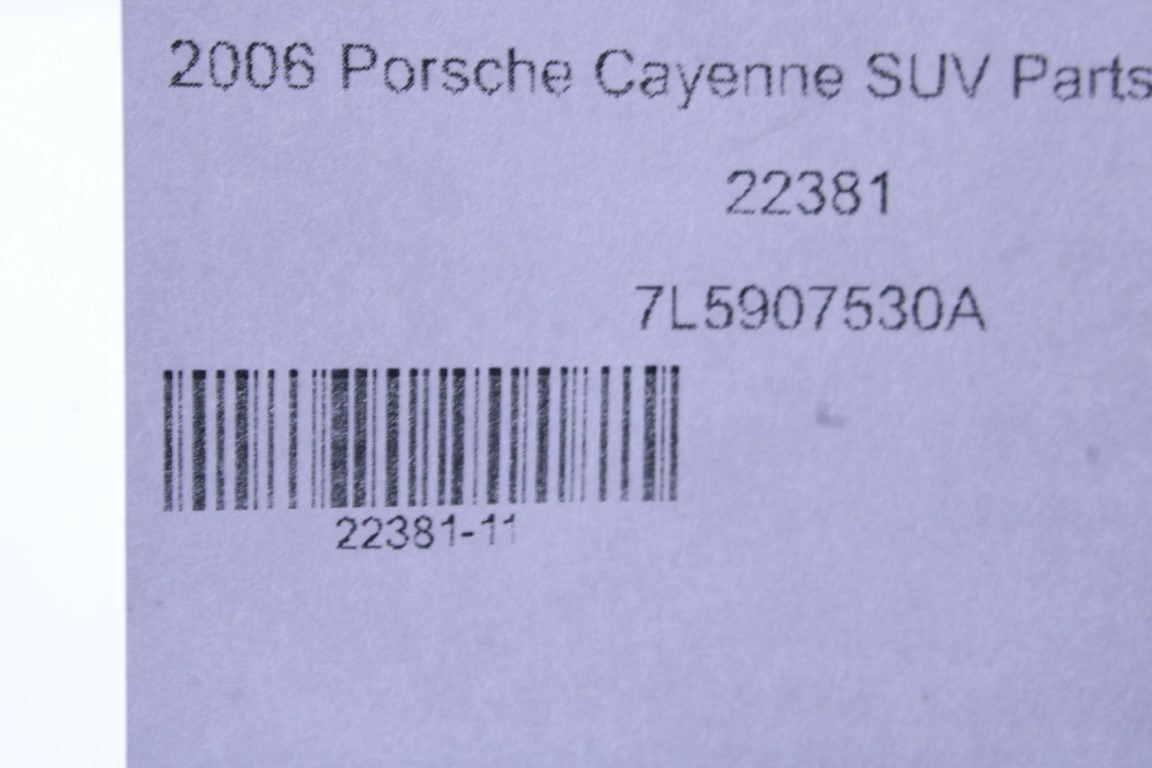 2006 Porsche Cayenne SUV Parts
22381
7L5907530A
22381-11